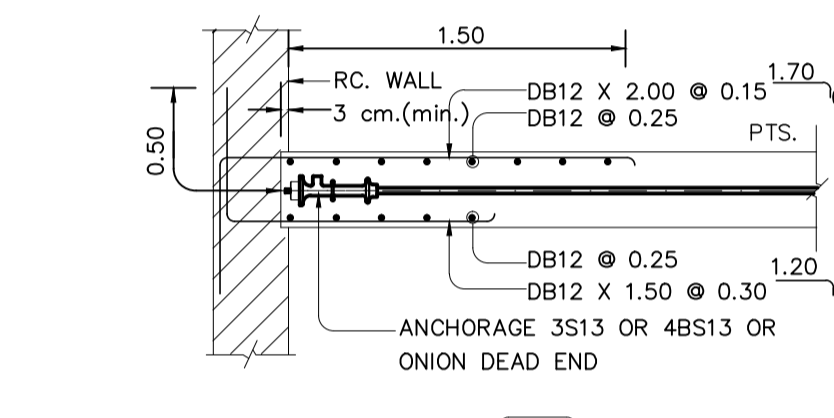 1.50
RC. WALL
3 cm.(min.)
DB12 X 2.00 @ 0.15
DB12 @ 0.25
1.70
PTS.
0.50
DB12 @ 0.25
DB12 X 1.50 @ 0.30
1.20
ANCHORAGE 3S13 OR 4BS13 OR
ONION DEAD END